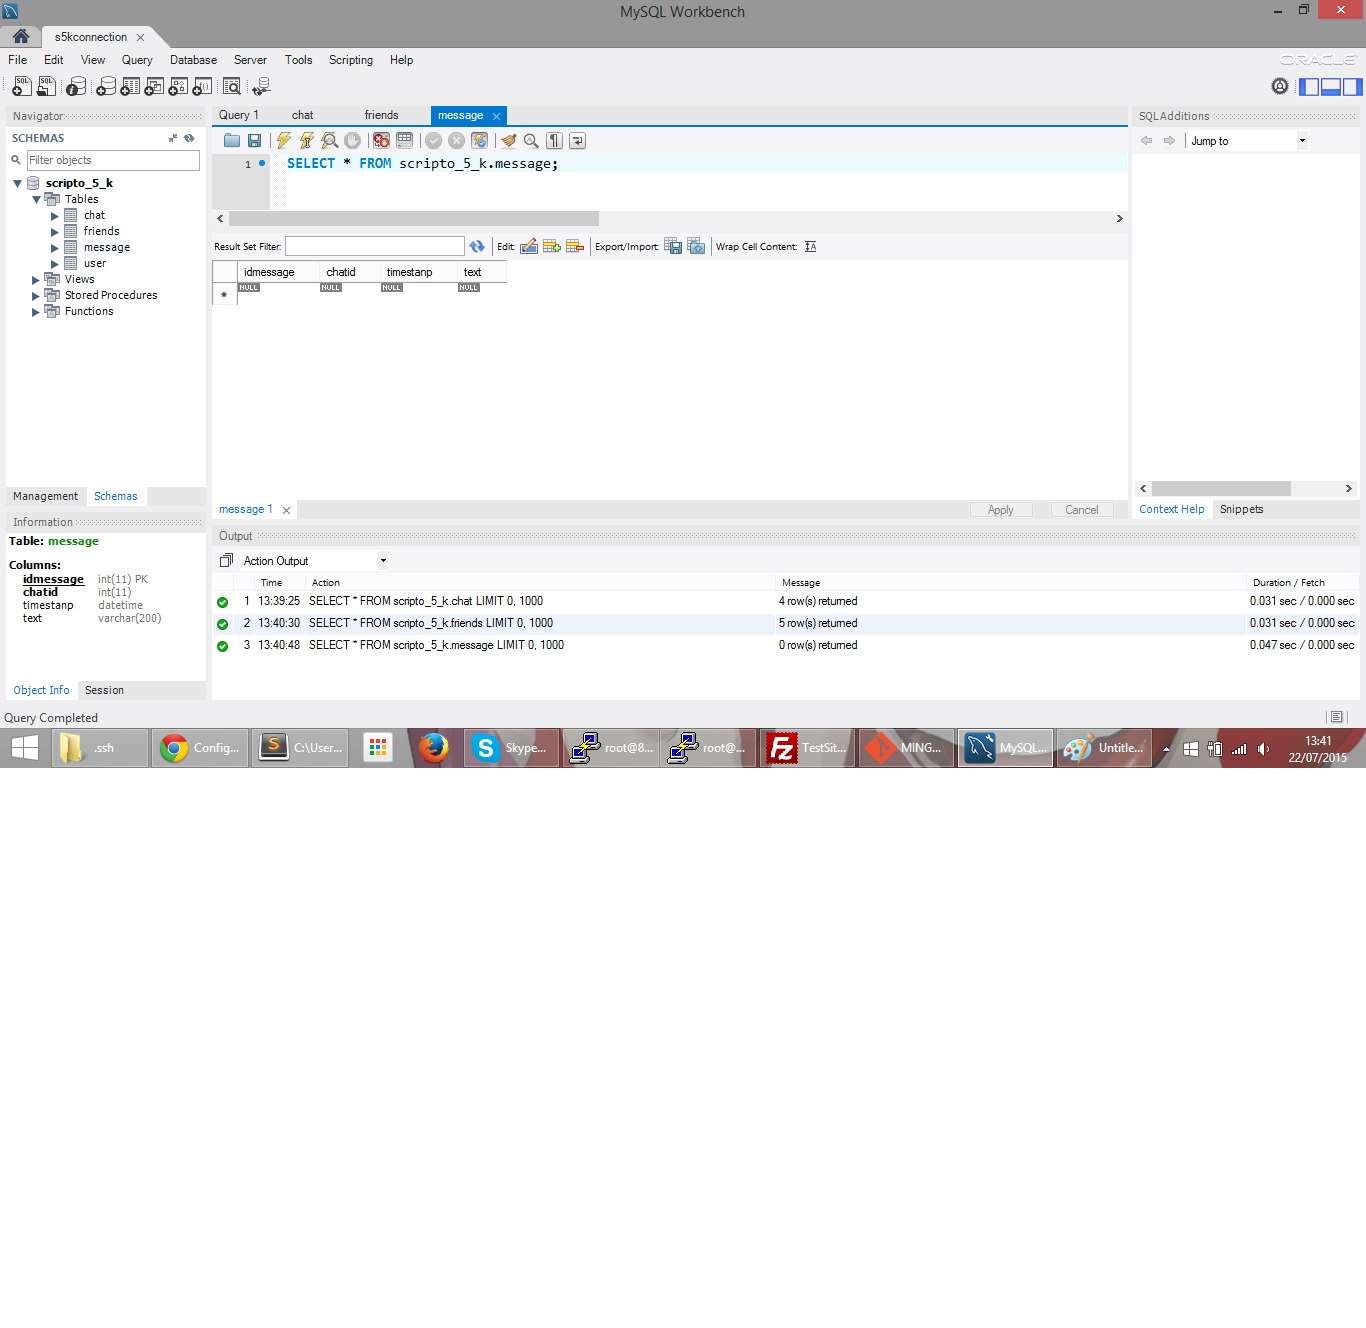 MySQL Workbench
s5kconnection
File Edit View Query Database Server Tools Scripting Help
ORACLE
Navigator
SCHEMAS
Filter objects
scripto_5_k
Tables
chat
friends
message
user
Views
Stored Procedures
Functions
Management Schemas
Information
Table: message
Columns:
idmessage int(11) PK
chatid int(11)
timestanp datetime
text varchar(200)
Object Info Session
Query 1 chat friends message
1 SELECT * FROM scripto_5_k.message;
Result Set Filter: Edit: Export/Import: Wrap Cell Content:
idmessage chatid timestanp text
NULL NULL NULL NULL
message 1 Apply Cancel
SQLAdditions
Jump to
Context Help Snippets
Output
Action Output
Time Action Message Duration / Fetch
1 13:39:25 SELECT * FROM scripto_5_k.chat LIMIT 0, 1000 4 row(s) returned 0.031 sec / 0.000 sec
2 13:40:30 SELECT * FROM scripto_5_k.friends LIMIT 0, 1000 5 row(s) returned 0.031 sec / 0.000 sec
3 13:40:48 SELECT * FROM scripto_5_k.message LIMIT 0, 1000 0 row(s) returned 0.047 sec / 0.000 sec
Query Completed
.ssh Config... C:\User... Skype... root@8... root@... TestSit... MING... MySQL... Untitle... 13:41
22/07/2015